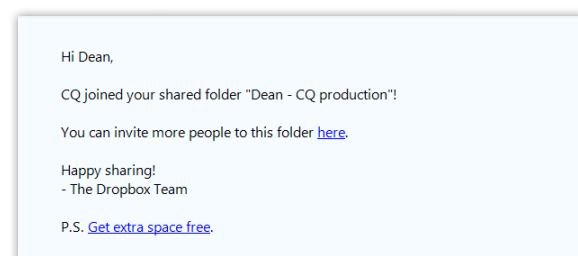 Hi Dean,
CQ joined your shared folder "Dean - CQ production"!
You can invite more people to this folder here.
Happy sharing!
- The Dropbox Team
P.S. Get extra space free.